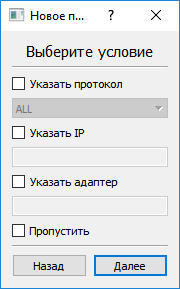 Новое п... ?
Выберите условие
Указать протокол
ALL
Указать IP
Указать адаптер
Пропустить
Назад Далее